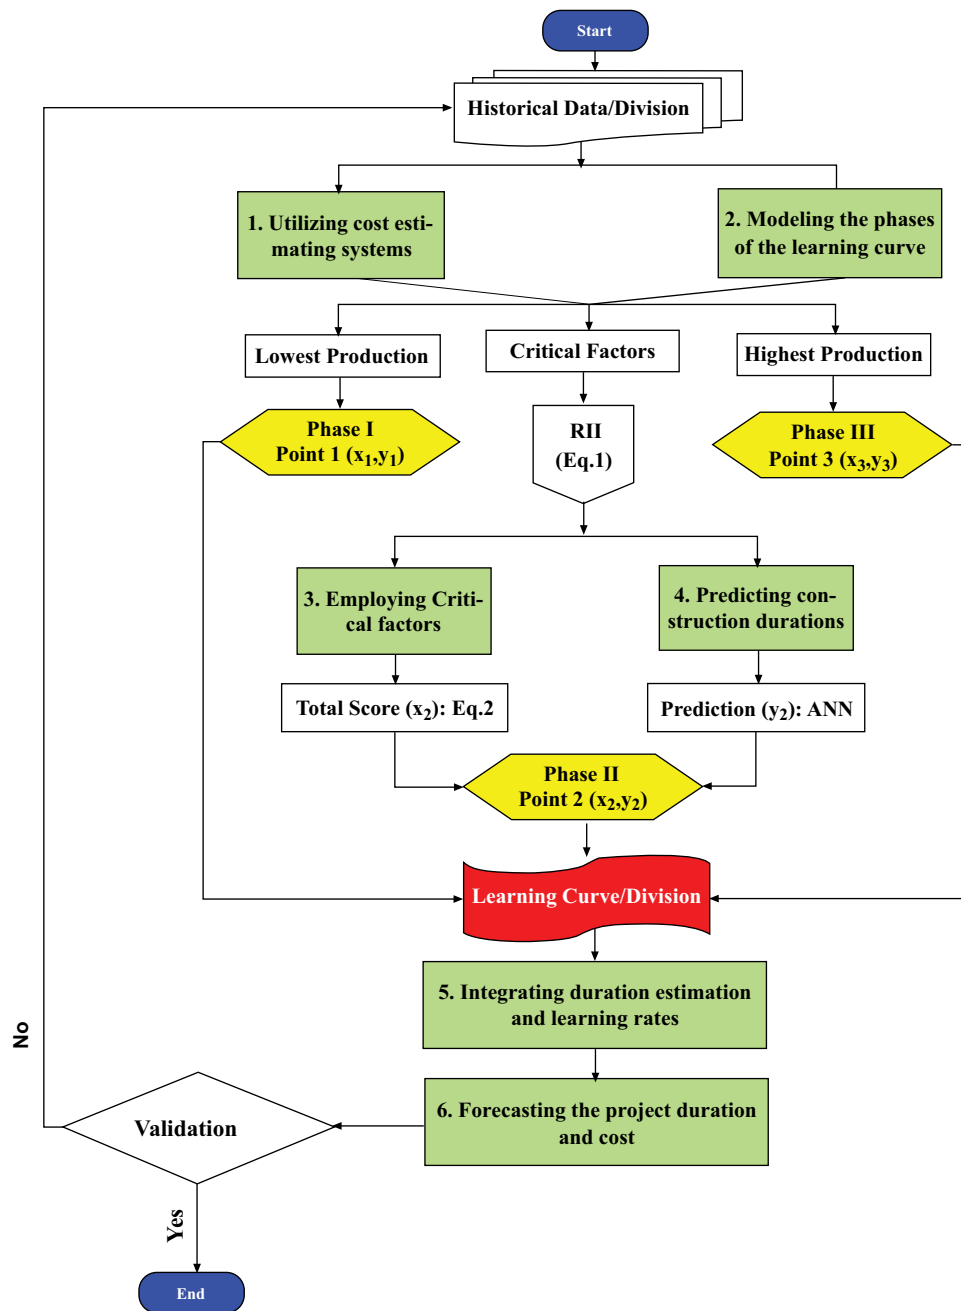 Start
Historical Data/Division
1. Utilizing cost esti-
mating systems
2. Modeling the phases
of the learning curve
Lowest Production
Critical Factors
Highest Production
Phase I
Point 1 (x₁,y₁)
RII
(Eq.1)
Phase III
Point 3 (x₃,y₃)
3. Employing Criti-
cal factors
4. Predicting con-
struction durations
Total Score (x₂): Eq.2
Prediction (y₂): ANN
Phase II
Point 2 (x₂,y₂)
Learning Curve/Division
5. Integrating duration estimation
and learning rates
6. Forecasting the project duration
and cost
Validation
No
Yes
End